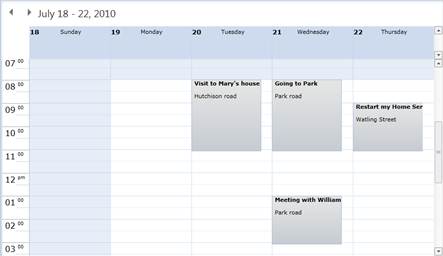 July 18 - 22, 2010
18 Sunday 19 Monday 20 Tuesday 21 Wednesday 22 Thursday
07 00
08 00
Visit to Mary's house
Hutchison road
Going to Park
Park road
09 00
Restart my Home Ser
Watling Street
10 00
11 00
12 am
01 00
Meeting with William
Park road
02 00
03 00